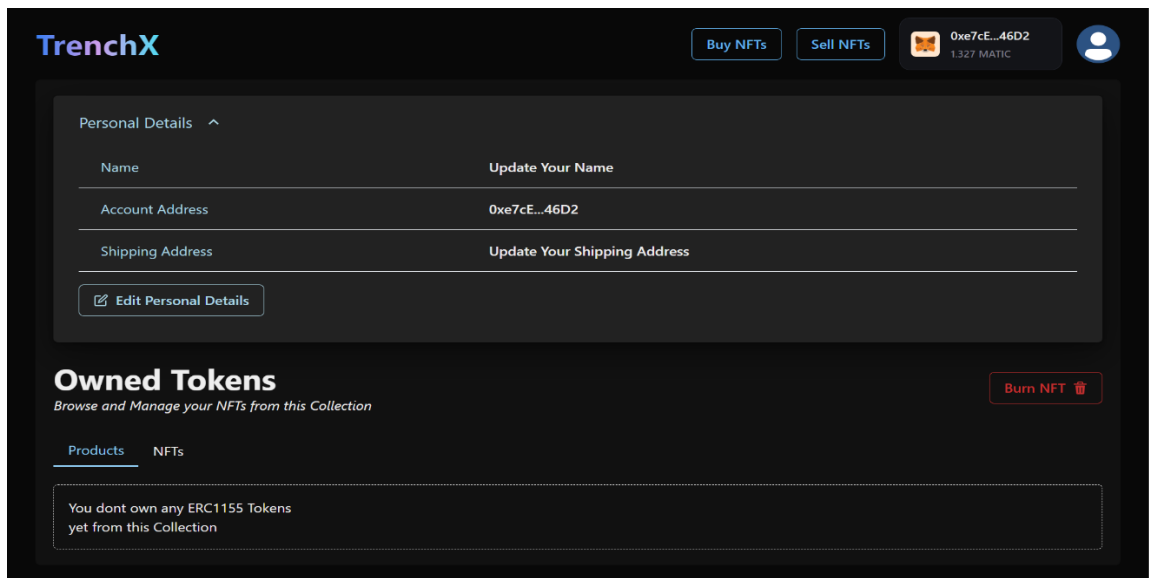 TrenchX
Buy NFTs
Sell NFTs
0xe7cE...46D2
1.327 MATIC
Personal Details
Name
Update Your Name
Account Address
0xe7cE...46D2
Shipping Address
Update Your Shipping Address
Edit Personal Details
Owned Tokens
Burn NFT
Browse and Manage your NFTs from this Collection
Products
NFTs
You dont own any ERC1155 Tokens
yet from this Collection